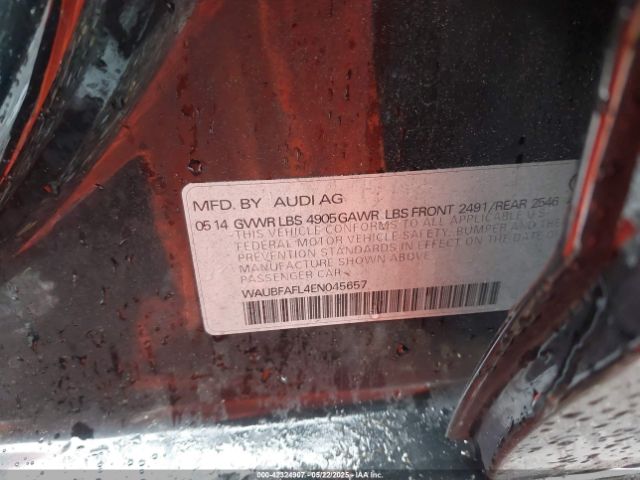 MFD. BY AUDI AG
05 14 GVWR LBS 4905 GAWR LBS FRONT 2491/REAR 2546
THIS VEHICLE CONFORMS TO ALL APPLICABLE U.S.
FEDERAL MOTOR VEHICLE SAFETY, BUMPER AND THEFT
PREVENTION STANDARDS IN EFFECT ON THE DATE OF
MANUFACTURE SHOWN ABOVE
PASSENGER CAR
WAUBFAFL4EN045657
000-42324907 - 05/22/2025 - IAAWH